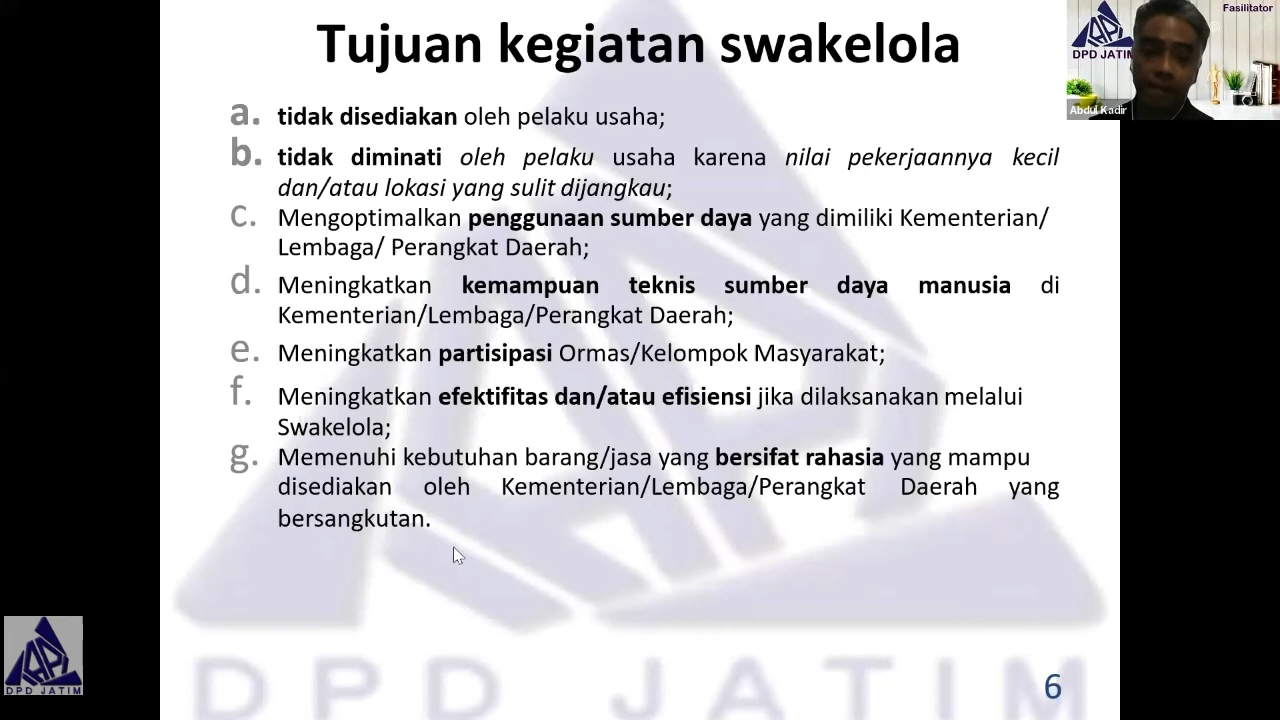 Tujuan kegiatan swakelola
Fasilitator
DPD JATIM
Abdul Kadir
a. tidak disediakan oleh pelaku usaha;
b. tidak diminati oleh pelaku usaha karena nilai pekerjaannya kecil
dan/atau lokasi yang sulit dijangkau;
c. Mengoptimalkan penggunaan sumber daya yang dimiliki Kementerian/
Lembaga/ Perangkat Daerah;
d. Meningkatkan kemampuan teknis sumber daya manusia di
Kementerian/Lembaga/Perangkat Daerah;
e. Meningkatkan partisipasi Ormas/Kelompok Masyarakat;
f. Meningkatkan efektifitas dan/atau efisiensi jika dilaksanakan melalui
Swakelola;
g. Memenuhi kebutuhan barang/jasa yang bersifat rahasia yang mampu
disediakan oleh Kementerian/Lembaga/Perangkat Daerah yang
bersangkutan.
DPD JATIM
DPD JATIM
6